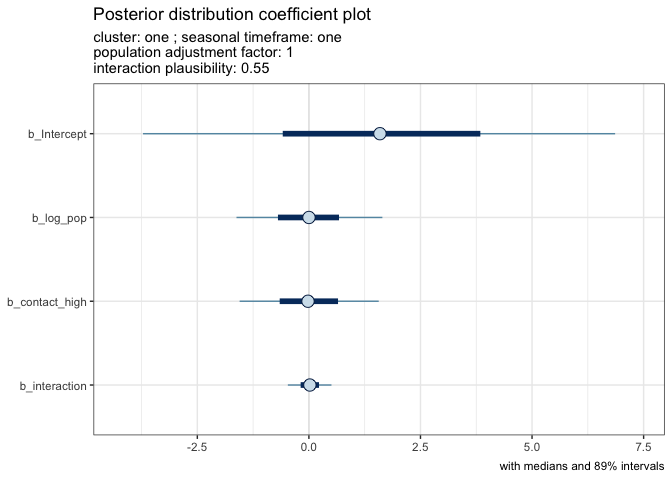 Posterior distribution coefficient plot
cluster: one ; seasonal timeframe: one
population adjustment factor: 1
interaction plausibility: 0.55
b_Intercept
b_log_pop
b_contact_high
b_interaction
-2.5 0.0 2.5 5.0 7.5
with medians and 89% intervals